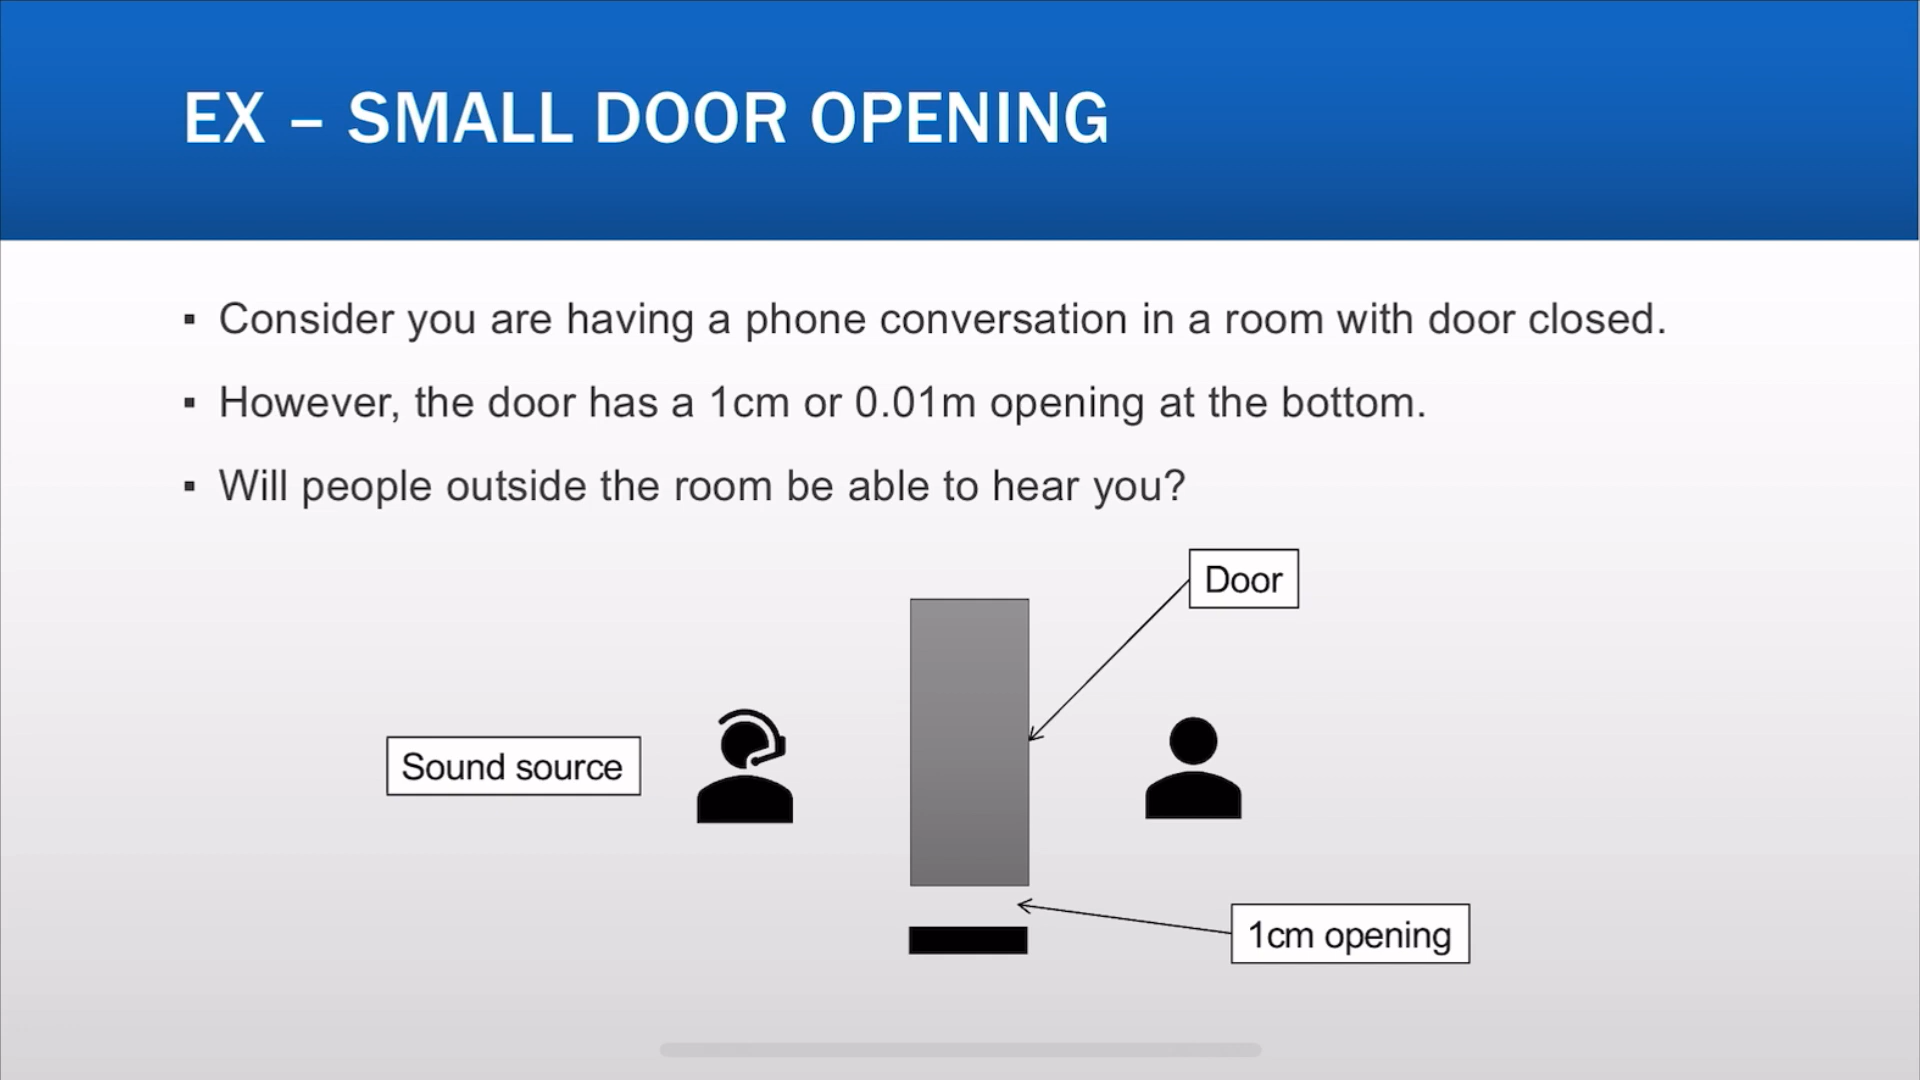 EX – SMALL DOOR OPENING
▪ Consider you are having a phone conversation in a room with door closed.
▪ However, the door has a 1cm or 0.01m opening at the bottom.
▪ Will people outside the room be able to hear you?
Door
Sound source
1cm opening